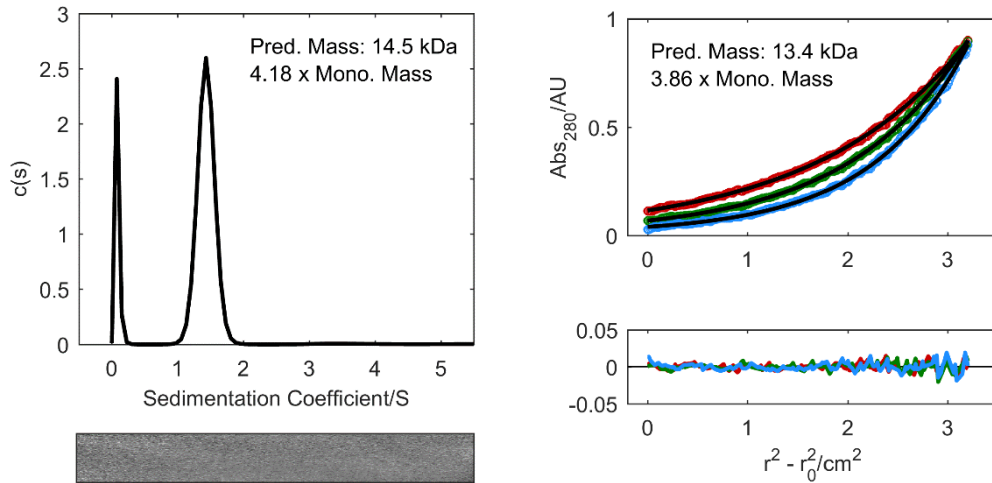 Pred. Mass: 14.5 kDa
4.18 x Mono. Mass
c(s)
3
2.5
2
1.5
1
0.5
0
0 1 2 3 4 5
Sedimentation Coefficient/S
Pred. Mass: 13.4 kDa
3.86 x Mono. Mass
Abs280/AU
1
0.5
0
0 1 2 3
0.05
0
-0.05
0 1 2 3
r2 - r02/cm2